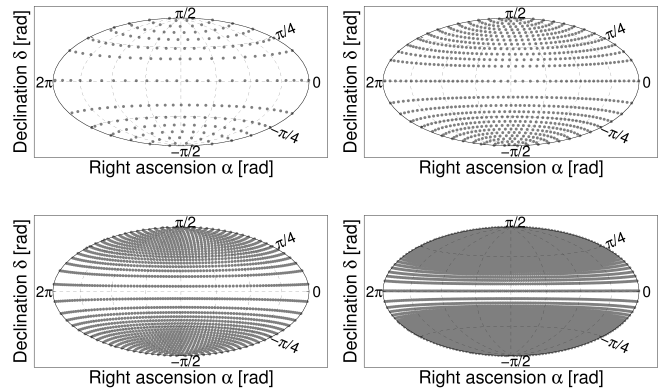 Declination δ [rad]
π/2
π/4
2π
0
−π/4
−π/2
Right ascension α [rad]
Declination δ [rad]
π/2
π/4
2π
0
−π/4
−π/2
Right ascension α [rad]
Declination δ [rad]
π/2
π/4
2π
0
−π/4
−π/2
Right ascension α [rad]
Declination δ [rad]
π/2
π/4
2π
0
−π/4
−π/2
Right ascension α [rad]